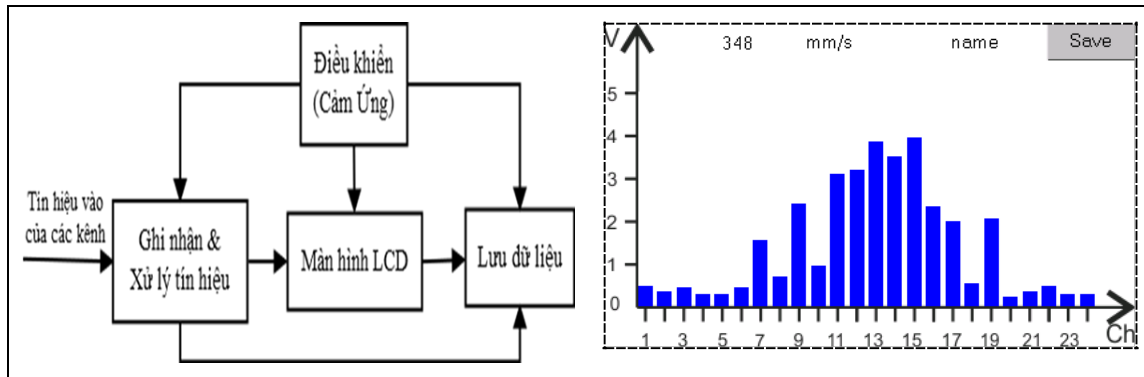 Điều khiển
(Cảm Ứng)
Tín hiệu vào
của các kênh
Ghi nhận &
Xử lý tín hiệu
Màn hình LCD
Lưu dữ liệu
V
348 mm/s name Save
5
4
3
2
1
0
1 3 5 7 9 11 13 15 17 19 21 23
Ch